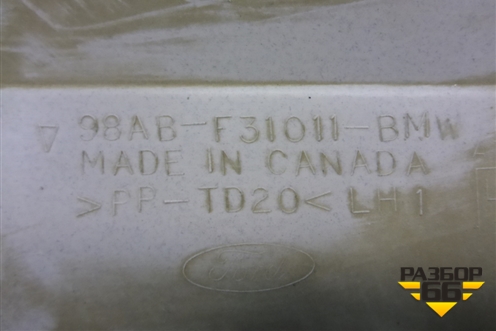 98AB-F31011-BMW
MADE IN CANADA
>PP-TD20< LH1
Ford
РАЗБОР
66